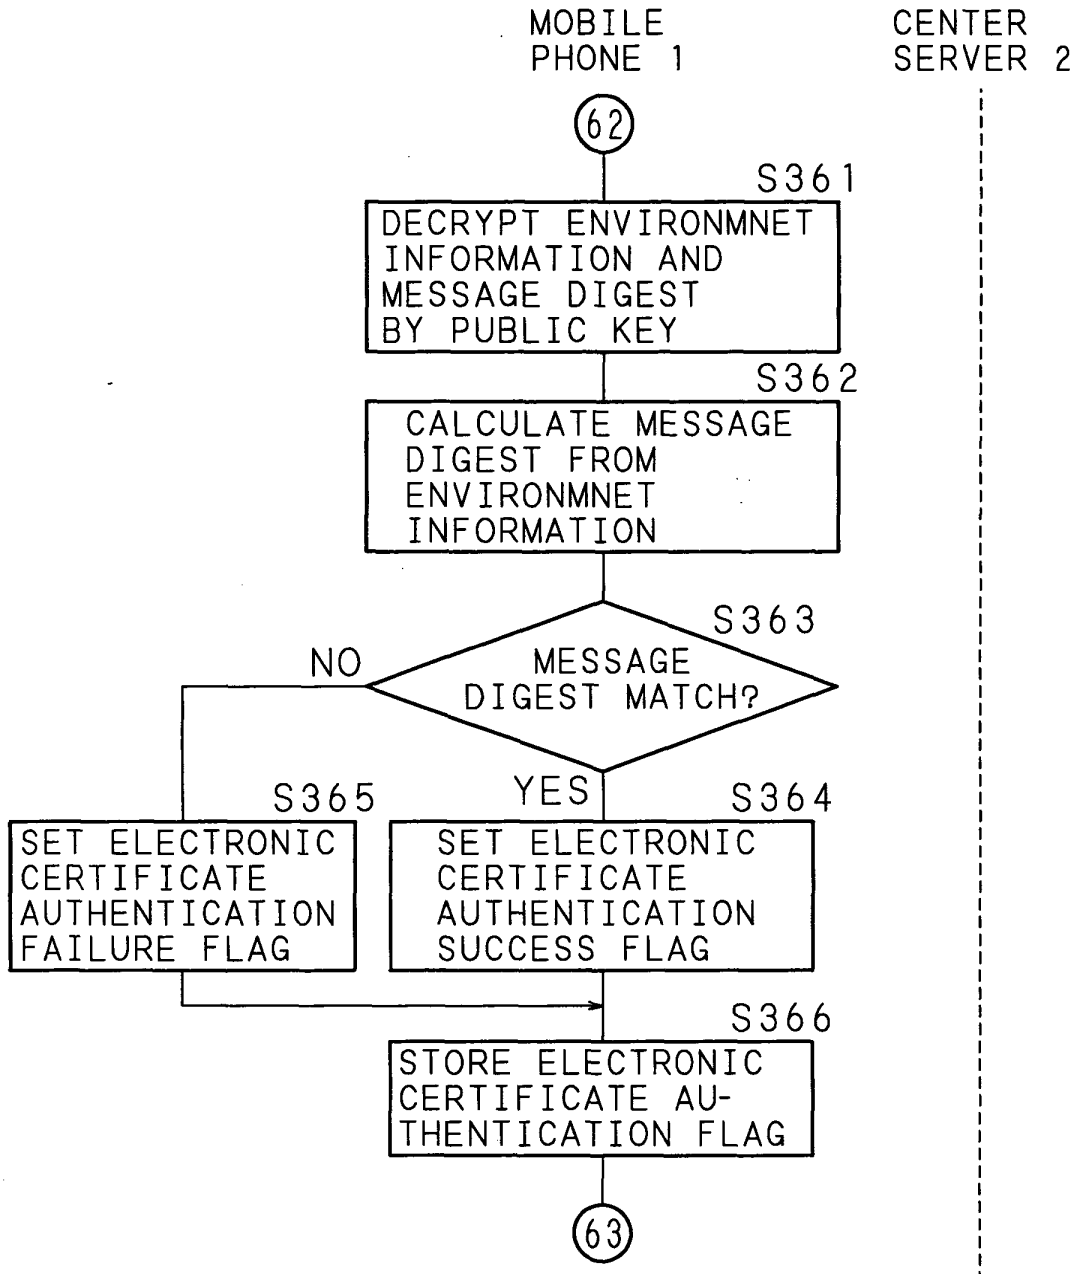 MOBILE
PHONE 1
CENTER
SERVER 2
62
S361
DECRYPT ENVIRONMNET
INFORMATION AND
MESSAGE DIGEST
BY PUBLIC KEY
S362
CALCULATE MESSAGE
DIGEST FROM
ENVIRONMNET
INFORMATION
S363
NO
MESSAGE
DIGEST MATCH?
YES
S365
SET ELECTRONIC
CERTIFICATE
AUTHENTICATION
FAILURE FLAG
S364
SET ELECTRONIC
CERTIFICATE
AUTHENTICATION
SUCCESS FLAG
S366
STORE ELECTRONIC
CERTIFICATE AU-
THENTICATION FLAG
63